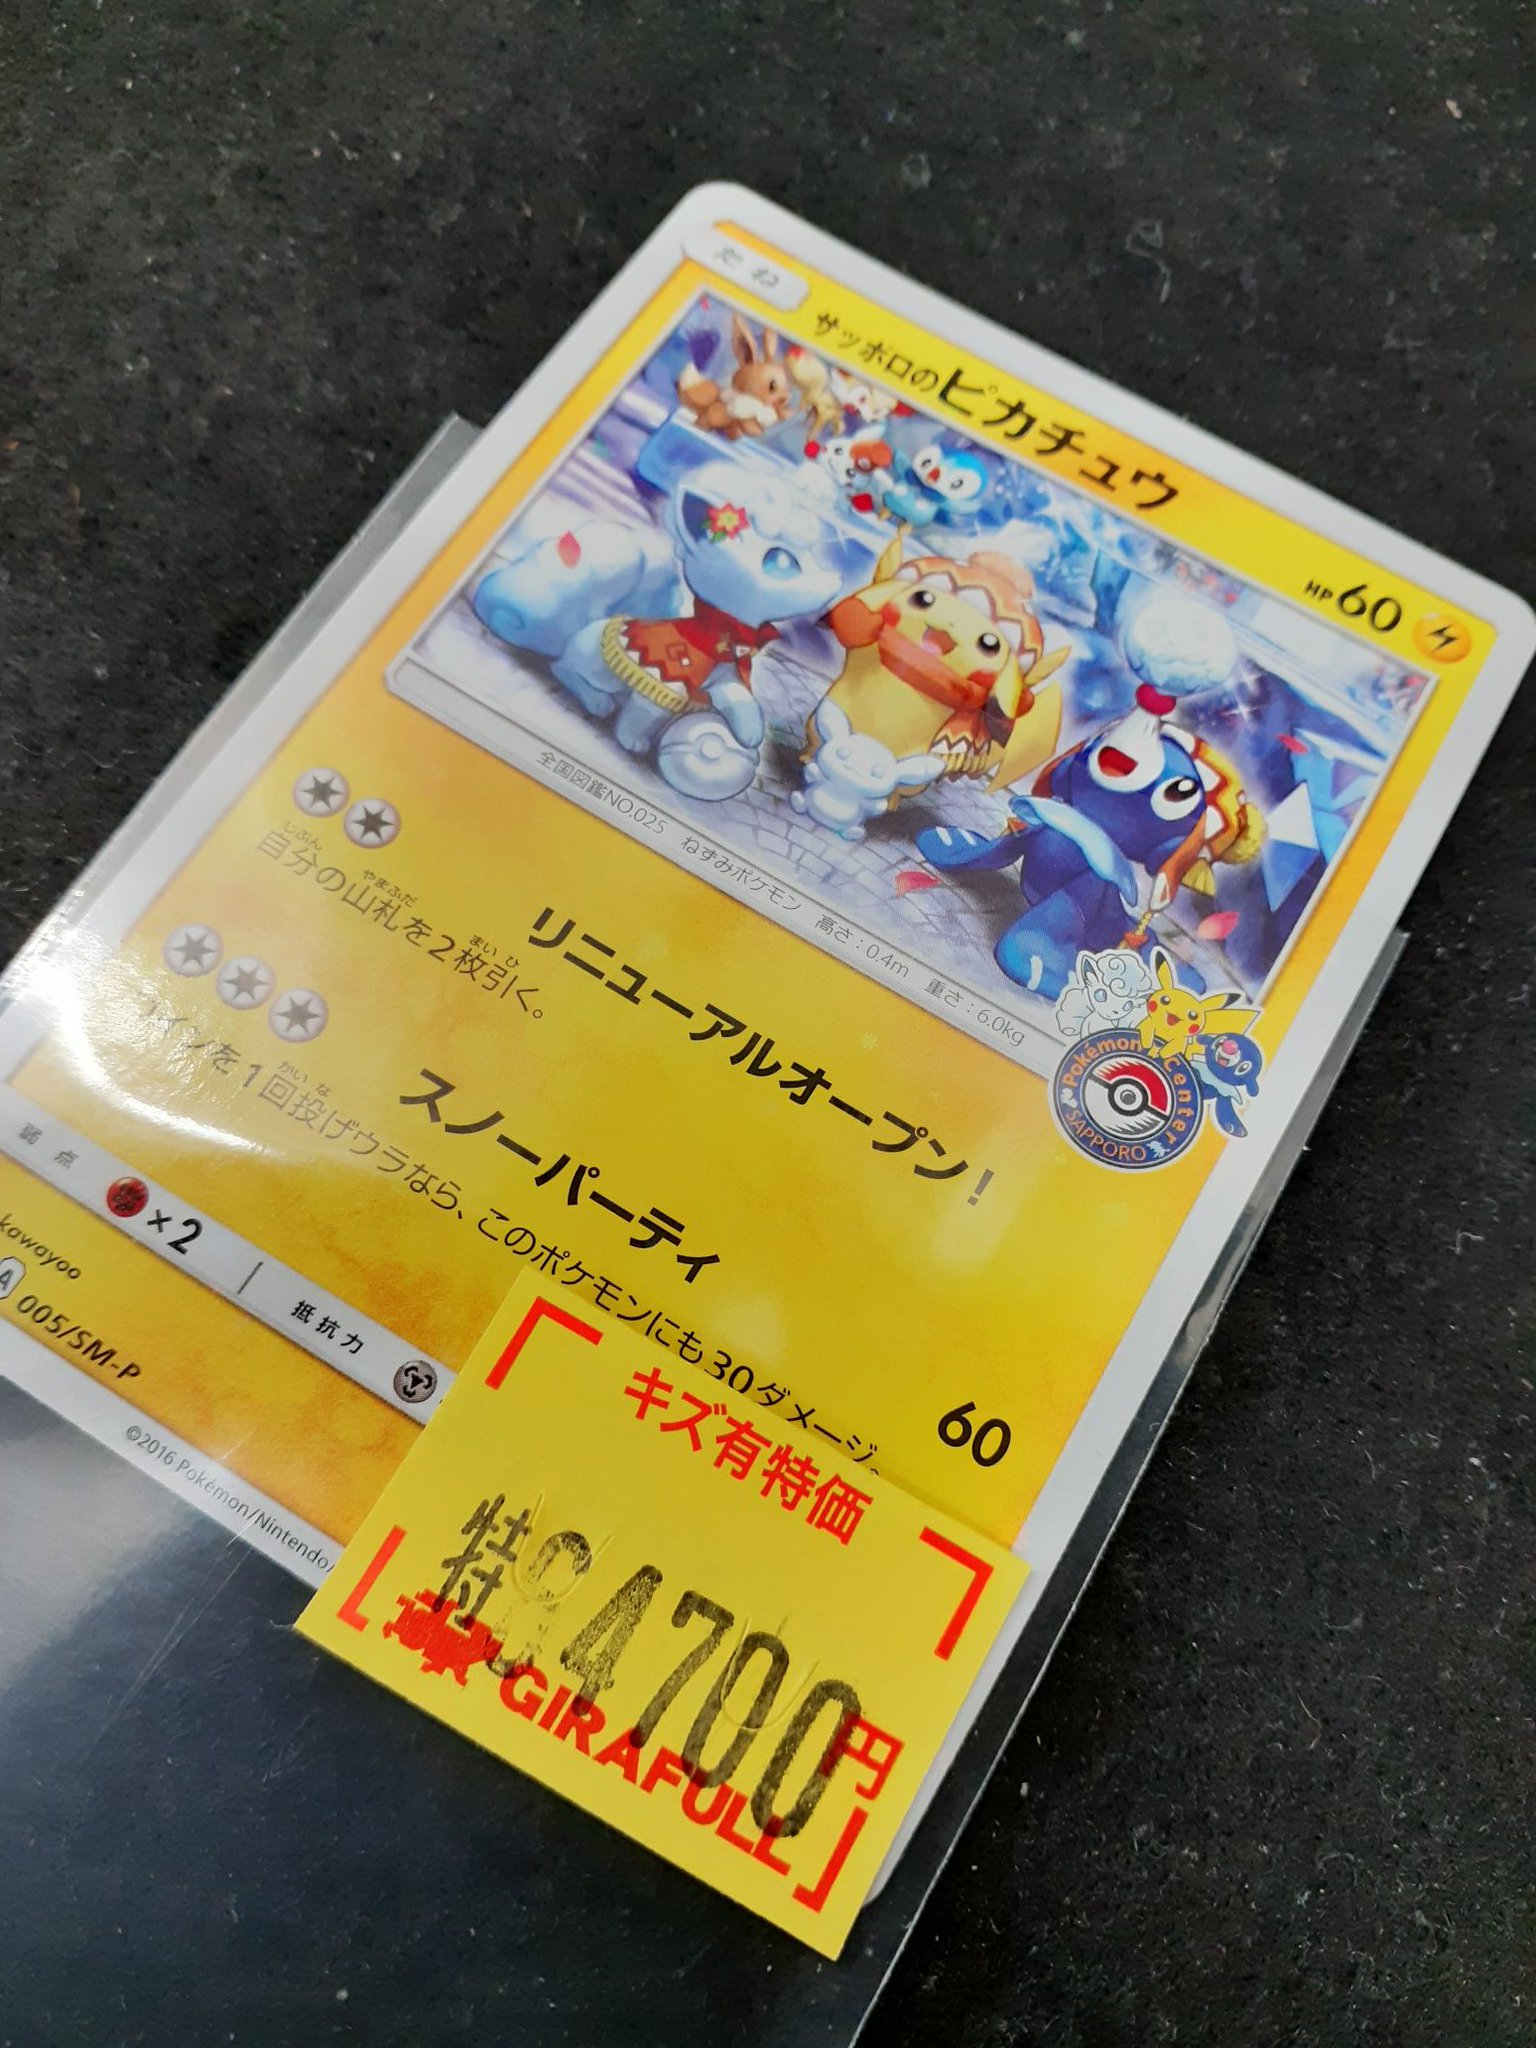 たね
サッポロのピカチュウ
HP60
全国図鑑NO.025 ねずみポケモン 高さ:0.4m 重さ:6.0kg
Pokémon Center
SAPPORO
リニューアルオープン!
自分の山札を2枚引く。
スノーパーティ
60
コインを1回投げウラなら、このポケモンにも30ダメージ。
弱点
×2
抵抗力
kawayoo
A 005/SM-P
©2016 Pokémon/Nintendo/
キズ有特価
4700円
GIRAFULL